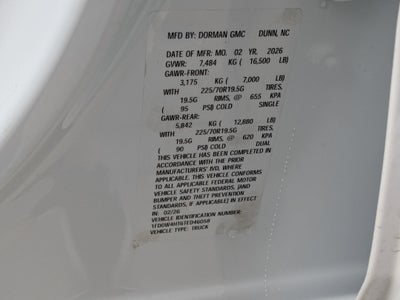 MFD BY: DORMAN GMC DUNN, NC
DATE OF MFR: MO. 02 YR. 2026
GVWR: 7,484 KG ( 16,500 LB)
GAWR-FRONT:
3,175 KG ( 7,000 LB)
WITH 225/70R19.5G TIRES,
19.5G RIMS, @ 655 KPA
( 95 PSI) COLD SINGLE
GAWR-REAR:
5,842 KG ( 12,880 LB)
WITH 225/70R19.5G TIRES,
19.5G RIMS, @ 620 KPA
( 90 PSI) COLD DUAL
THIS VEHICLE HAS BEEN COMPLETED IN
ACCORDANCE WITH THE PRIOR
MANUFACTURERS' IVD, WHERE
APPLICABLE. THIS VEHICLE CONFORMS
TO ALL APPLICABLE FEDERAL MOTOR
VEHICLE SAFETY STANDARDS, [AND
BUMPER AND THEFT PREVENTION
STANDARDS, IF APPLICABLE] IN EFFECT
IN: 02/26
VEHICLE IDENTIFICATION NUMBER:
VEHICLE TYPE: TRUCK